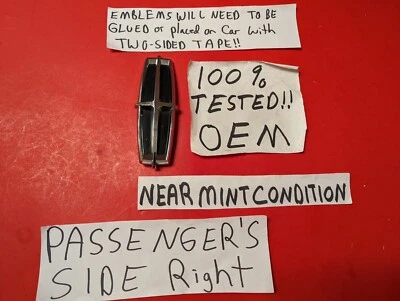 EMBLEMS WILL NEED TO BE
GLUED or placed on Car with
TWO-SIDED TAPE!!
100%
TESTED!!
OEM
NEAR MINT CONDITION
PASSENGER'S
SIDE Right